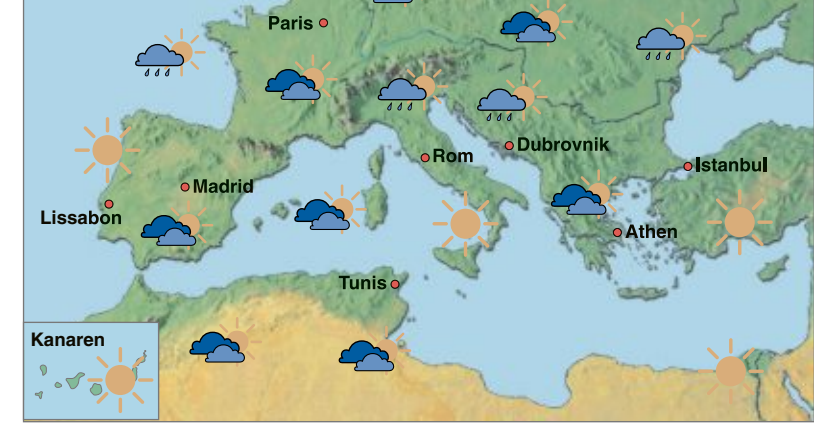 Paris
Dubrovnik
Rom
Istanbul
Madrid
Lissabon
Athen
Tunis
Kanaren